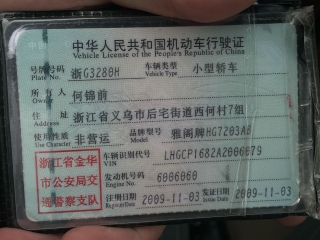 中华人民共和国机动车行驶证
Vehicle License of the People's Republic of China
号牌号码 浙G3280H 车辆类型 小型轿车
Plate No. Vehicle Type
所有人 何锦前
Owner
住址 浙江省义乌市后宅街道西何村7组
Address
使用性质 非营运 品牌型号 雅阁牌HG7203AB
Use Character Model
浙江省金华
市公安局交
通警察支队
车辆识别代号 LHGCP1682A2006079
VIN
发动机号码 6006060
Engine No.
注册日期 2009-11-03 发证日期 2009-11-03
Register Date Issue Date